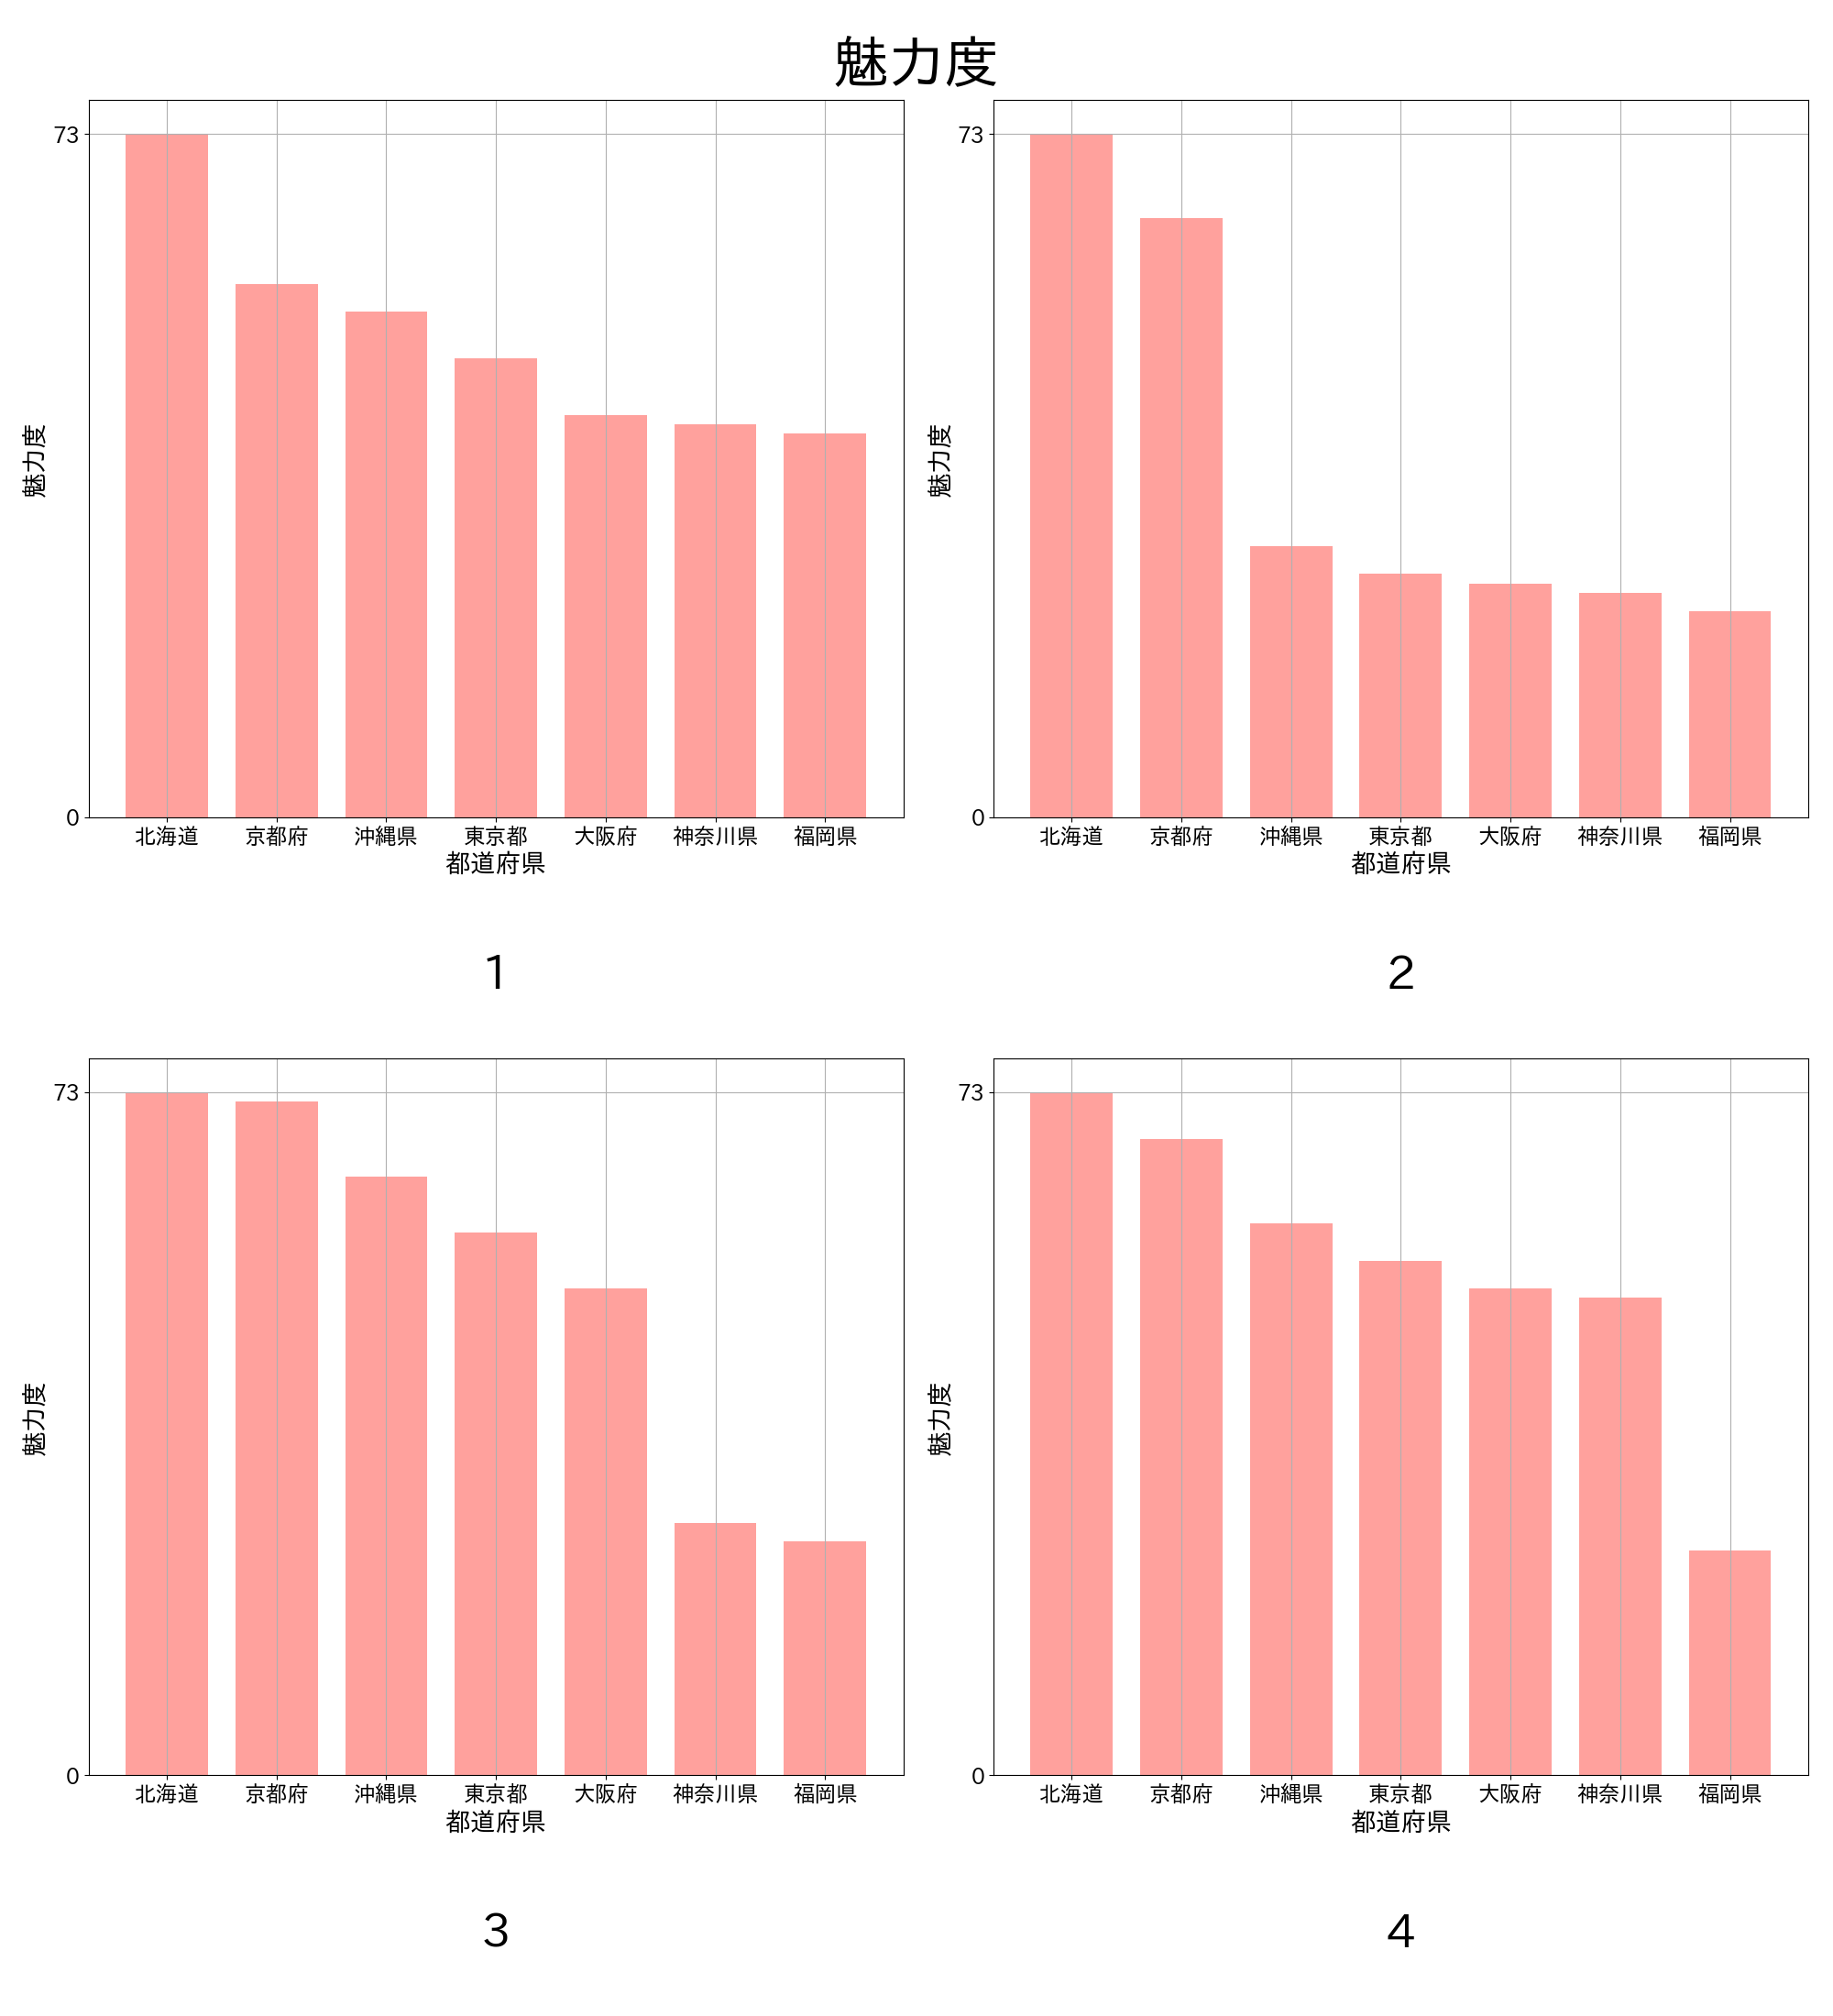 魅力度
73
0
魅力度
北海道 京都府 沖縄県 東京都 大阪府 神奈川県 福岡県
都道府県
1
73
0
魅力度
北海道 京都府 沖縄県 東京都 大阪府 神奈川県 福岡県
都道府県
2
73
0
魅力度
北海道 京都府 沖縄県 東京都 大阪府 神奈川県 福岡県
都道府県
3
73
0
魅力度
北海道 京都府 沖縄県 東京都 大阪府 神奈川県 福岡県
都道府県
4